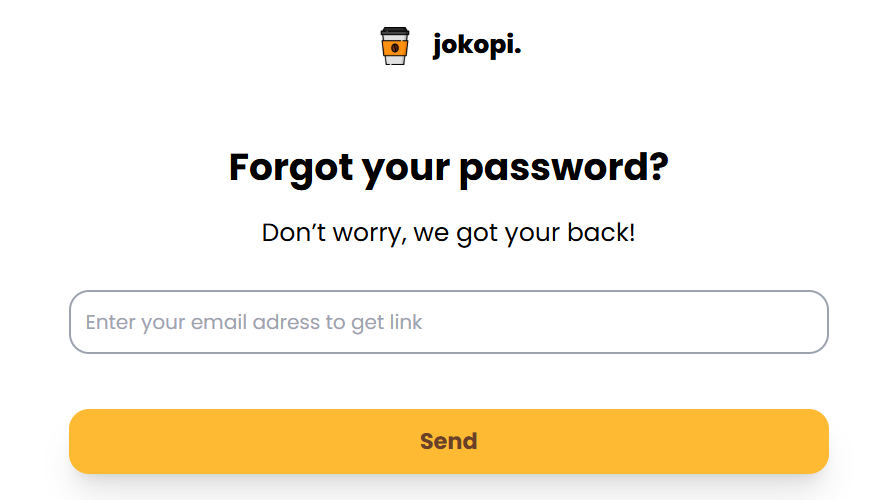 jokopi.
Forgot your password?
Don’t worry, we got your back!
Enter your email adress to get link
Send